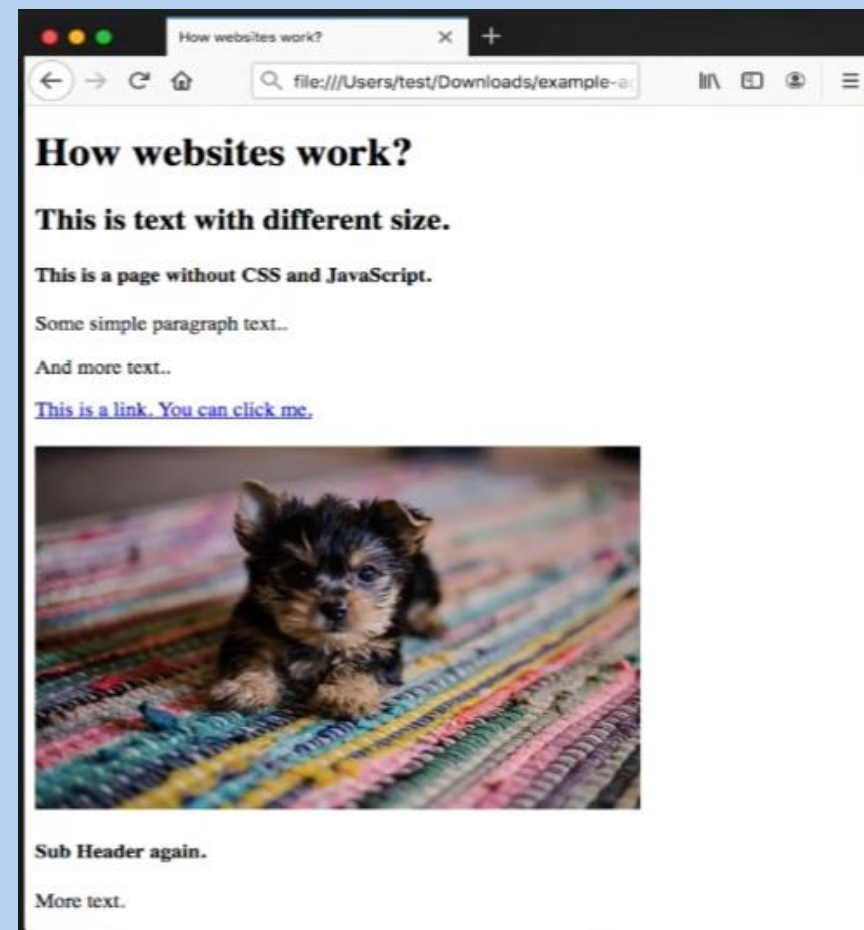 How websites work?
file:///Users/test/Downloads/example-
How websites work?
This is text with different size.
This is a page without CSS and JavaScript.
Some simple paragraph text..
And more text..
This is a link. You can click me.
Sub Header again.
More text.